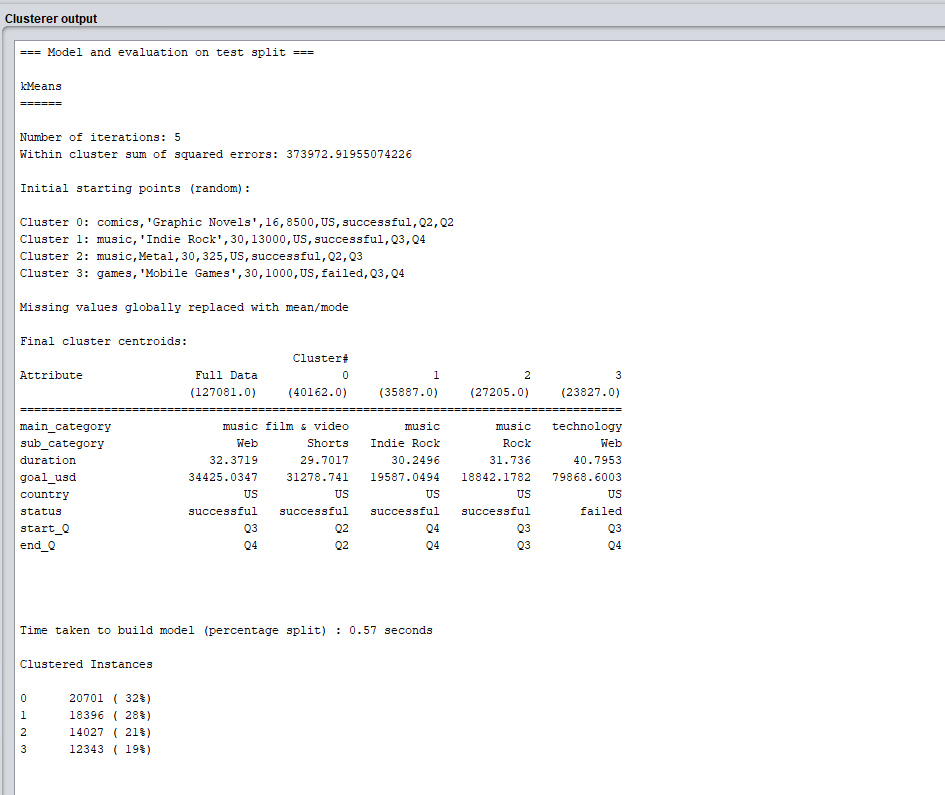 Clusterer output
=== Model and evaluation on test split ===
kMeans
======
Number of iterations: 5
Within cluster sum of squared errors: 373972.91955074226
Initial starting points (random):
Cluster 0: comics,'Graphic Novels',16,8500,US,successful,Q2,Q2
Cluster 1: music,'Indie Rock',30,13000,US,successful,Q3,Q4
Cluster 2: music,Metal,30,325,US,successful,Q2,Q3
Cluster 3: games,'Mobile Games',30,1000,US,failed,Q3,Q4
Missing values globally replaced with mean/mode
Final cluster centroids:
Cluster#
Attribute Full Data 0 1 2 3
(127081.0) (40162.0) (35887.0) (27205.0) (23827.0)
======================================================================================
main_category music film & video music music technology
sub_category Web Shorts Indie Rock Rock Web
duration 32.3719 29.7017 30.2496 31.736 40.7953
goal_usd 34425.0347 31278.741 19587.0494 18842.1782 79868.6003
country US US US US US
status successful successful successful successful failed
start_Q Q3 Q2 Q4 Q3 Q3
end_Q Q4 Q2 Q4 Q3 Q4
Time taken to build model (percentage split) : 0.57 seconds
Clustered Instances
0 20701 ( 32%)
1 18396 ( 28%)
2 14027 ( 21%)
3 12343 ( 19%)